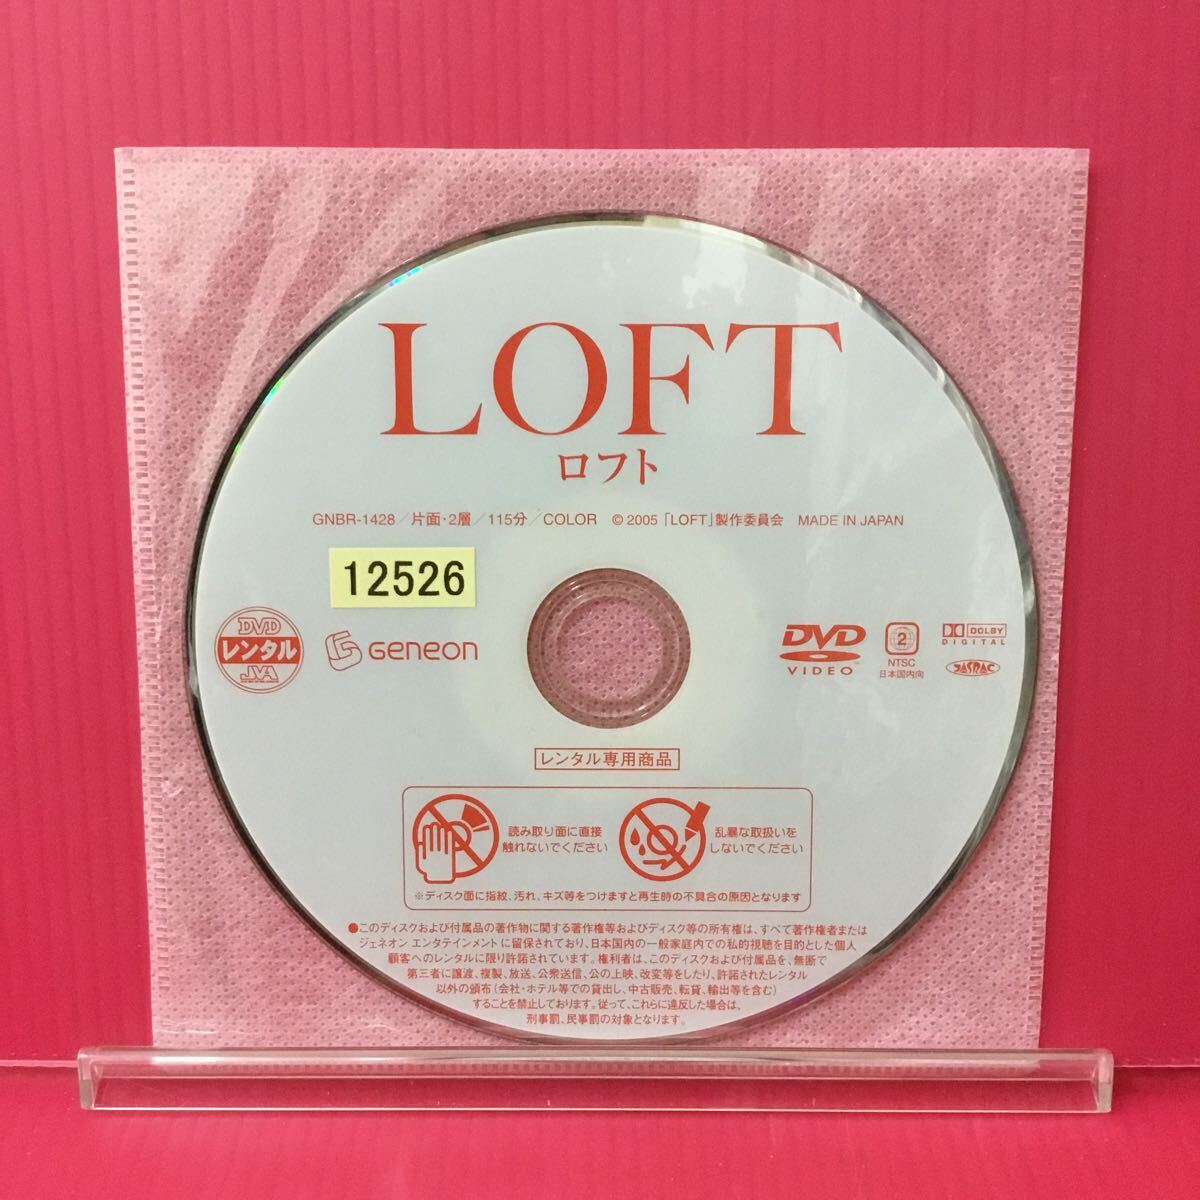 LOFT
ロフト
GNBR-1428／片面・2層／115分／COLOR © 2005「LOFT」製作委員会 MADE IN JAPAN
12526
DVD
レンタル
JVA
GENEON
DVD
VIDEO
2
NTSC
日本国内向
DOLBY
DIGITAL
JASRAC
レンタル専用商品
読み取り面に直接
触れないでください
乱暴な取扱いを
しないでください
※ディスク面に指紋、汚れ、キズ等をつけますと再生時の不具合の原因となります
●このディスクおよび付属品の著作物に関する著作権等およびディスク等の所有権は、すべて著作権者または
ジェネオン エンタテインメントに留保されており、日本国内の一般家庭内での私的視聴を目的とした個人
顧客へのレンタルに限り許諾されています。権利者は、このディスクおよび付属品を、無断で
第三者に譲渡、複製、放送、公衆送信、公の上映、改変等をしたり、許諾されたレンタル
以外の頒布(会社・ホテル等での貸出し、中古販売、転貸、輸出等を含む)
することを禁止しております。従って、これらに違反した場合は、
刑事罰、民事罰の対象となります。